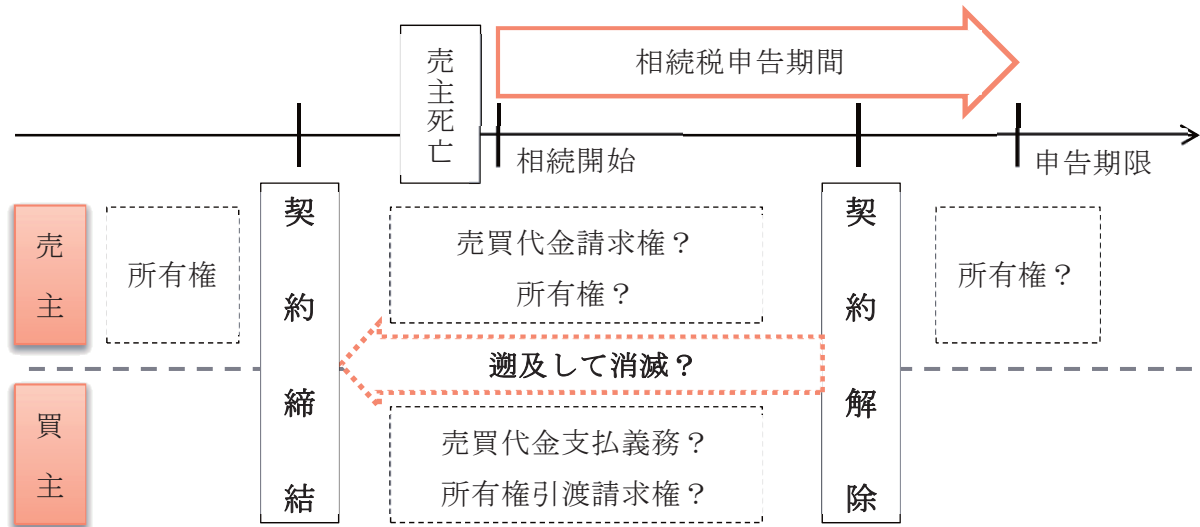 売主死亡
相続税申告期間
相続開始
申告期限
売主
所有権
契約締結
売買代金請求権？
所有権？
契約解除
所有権？
遡及して消滅？
買主
売買代金支払義務？
所有権引渡請求権？